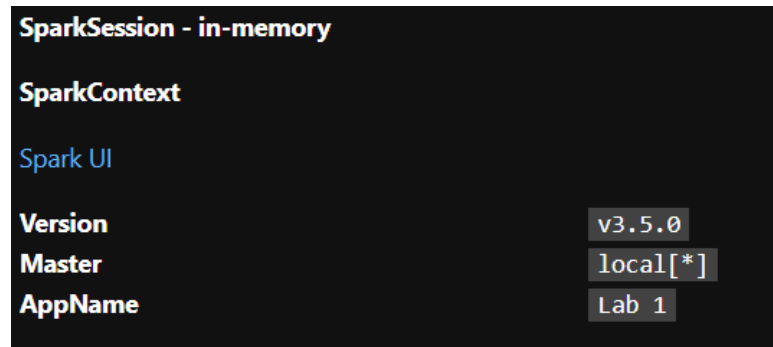 SparkSession - in-memory
SparkContext
Spark UI
Version v3.5.0
Master local[*]
AppName Lab 1